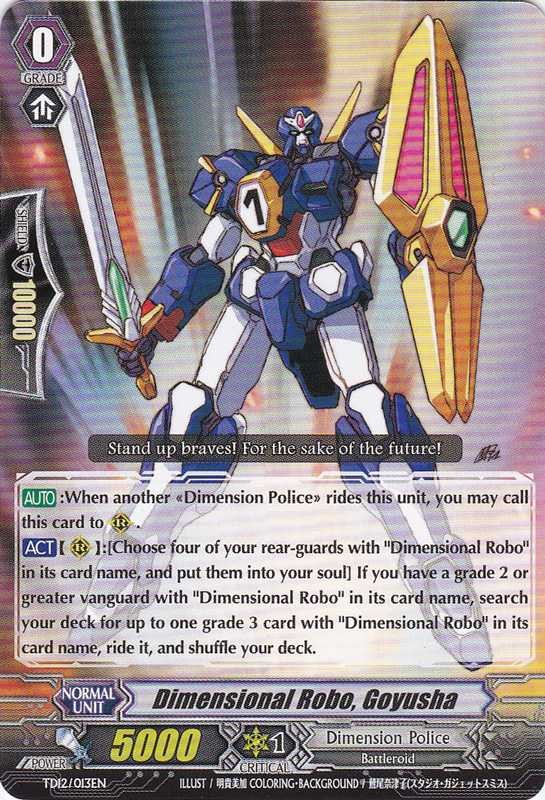 0
GRADE
SHIELD
10000
1
Stand up braves! For the sake of the future!
AUTO :When another «Dimension Police» rides this unit, you may call
this card to R .
ACT【 R 】:[Choose four of your rear-guards with "Dimensional Robo"
in its card name, and put them into your soul] If you have a grade 2 or
greater vanguard with "Dimensional Robo" in its card name, search
your deck for up to one grade 3 card with "Dimensional Robo" in its
card name, ride it, and shuffle your deck.
NORMAL
UNIT
Dimensional Robo, Goyusha
POWER
5000
1
CRITICAL
Dimension Police
Battleroid
TD12/013EN
ILLUST / 明貴美加 COLORING・BACKGROUND / 鷲尾奈津子(スタジオ・ガジェットスミス)